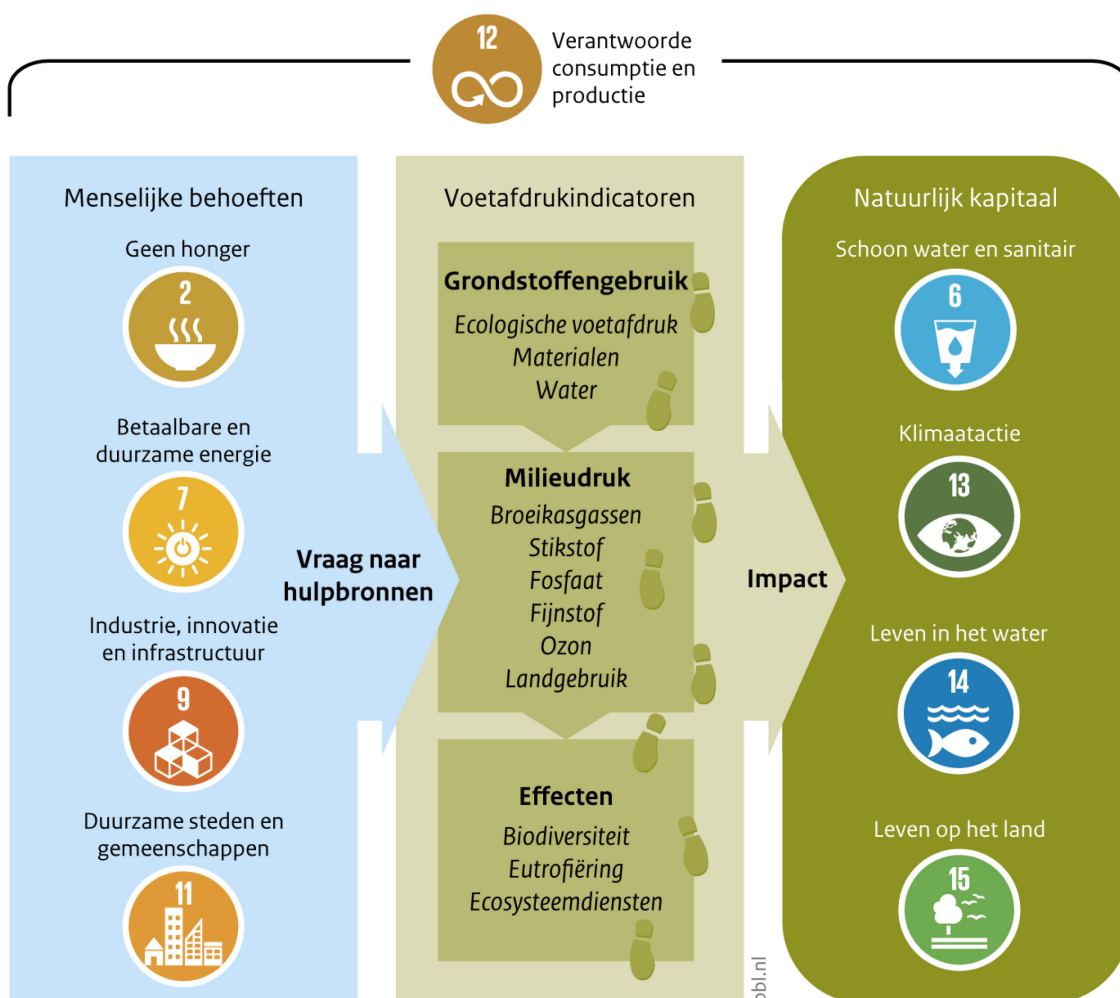 12
Verantwoorde
consumptie en
productie
Menselijke behoeften
Geen honger
2
Betaalbare en
duurzame energie
7
Industrie, innovatie
en infrastructuur
9
Duurzame steden en
gemeenschappen
11
Vraag naar
hulpbronnen
Voetafdrukindicatoren
Grondstoffengebruik
Ecologische voetafdruk
Materialen
Water
Milieudruk
Broeikasgassen
Stikstof
Fosfaat
Fijnstof
Ozon
Landgebruik
Effecten
Biodiversiteit
Eutrofiëring
Ecosysteemdiensten
Impact
Natuurlijk kapitaal
Schoon water en sanitair
6
Klimaatactie
13
Leven in het water
14
Leven op het land
15
pbl.nl